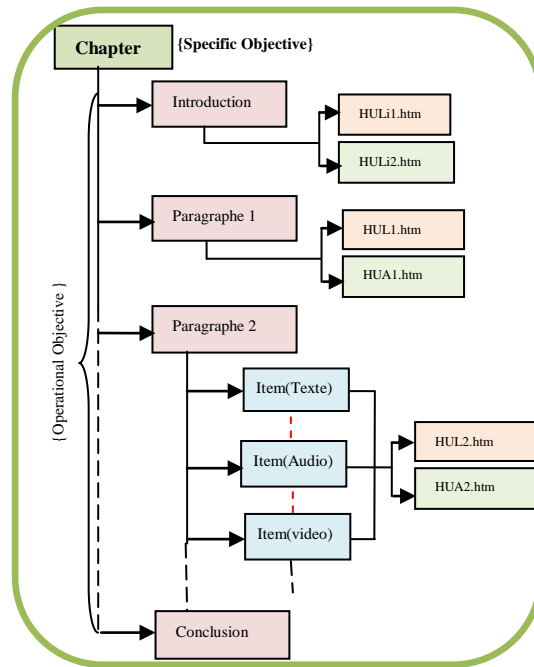 Chapter
{Specific Objective}
Introduction
HULi1.htm
HULi2.htm
Paragraphe 1
HUL1.htm
HUA1.htm
{Operational Objective }
Paragraphe 2
Item(Texte)
Item(Audio)
HUL2.htm
HUA2.htm
Item(video)
Conclusion